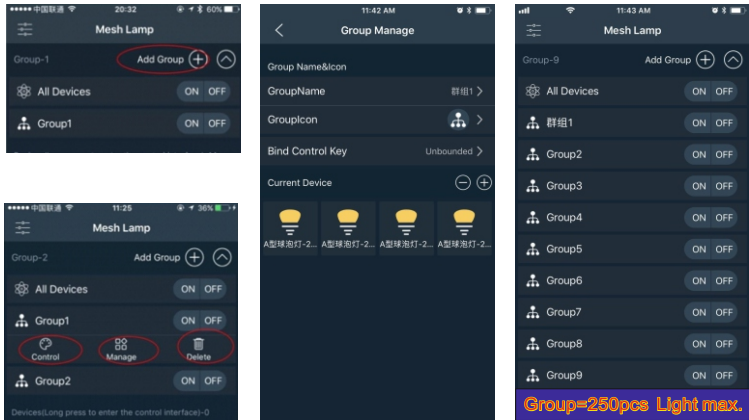 中国联通 20:32 60%
Mesh Lamp
Group-1 Add Group
All Devices ON OFF
Group1 ON OFF
中国联通 11:25 36%
Mesh Lamp
Group-2 Add Group
All Devices ON OFF
Group1 ON OFF
Control Manage Delete
Group2 ON OFF
Devices(Long press to enter the control interface)-0
11:42 AM
Group Manage
Group Name&Icon
GroupName 群组1
GroupIcon
Bind Control Key Unbounded
Current Device
A型球泡灯-2... A型球泡灯-2... A型球泡灯-2... A型球泡灯-2...
11:43 AM
Mesh Lamp
Group-9 Add Group
All Devices ON OFF
群组1 ON OFF
Group2 ON OFF
Group3 ON OFF
Group4 ON OFF
Group5 ON OFF
Group6 ON OFF
Group7 ON OFF
Group8 ON OFF
Group9 ON OFF
Group=250pcs Light max.